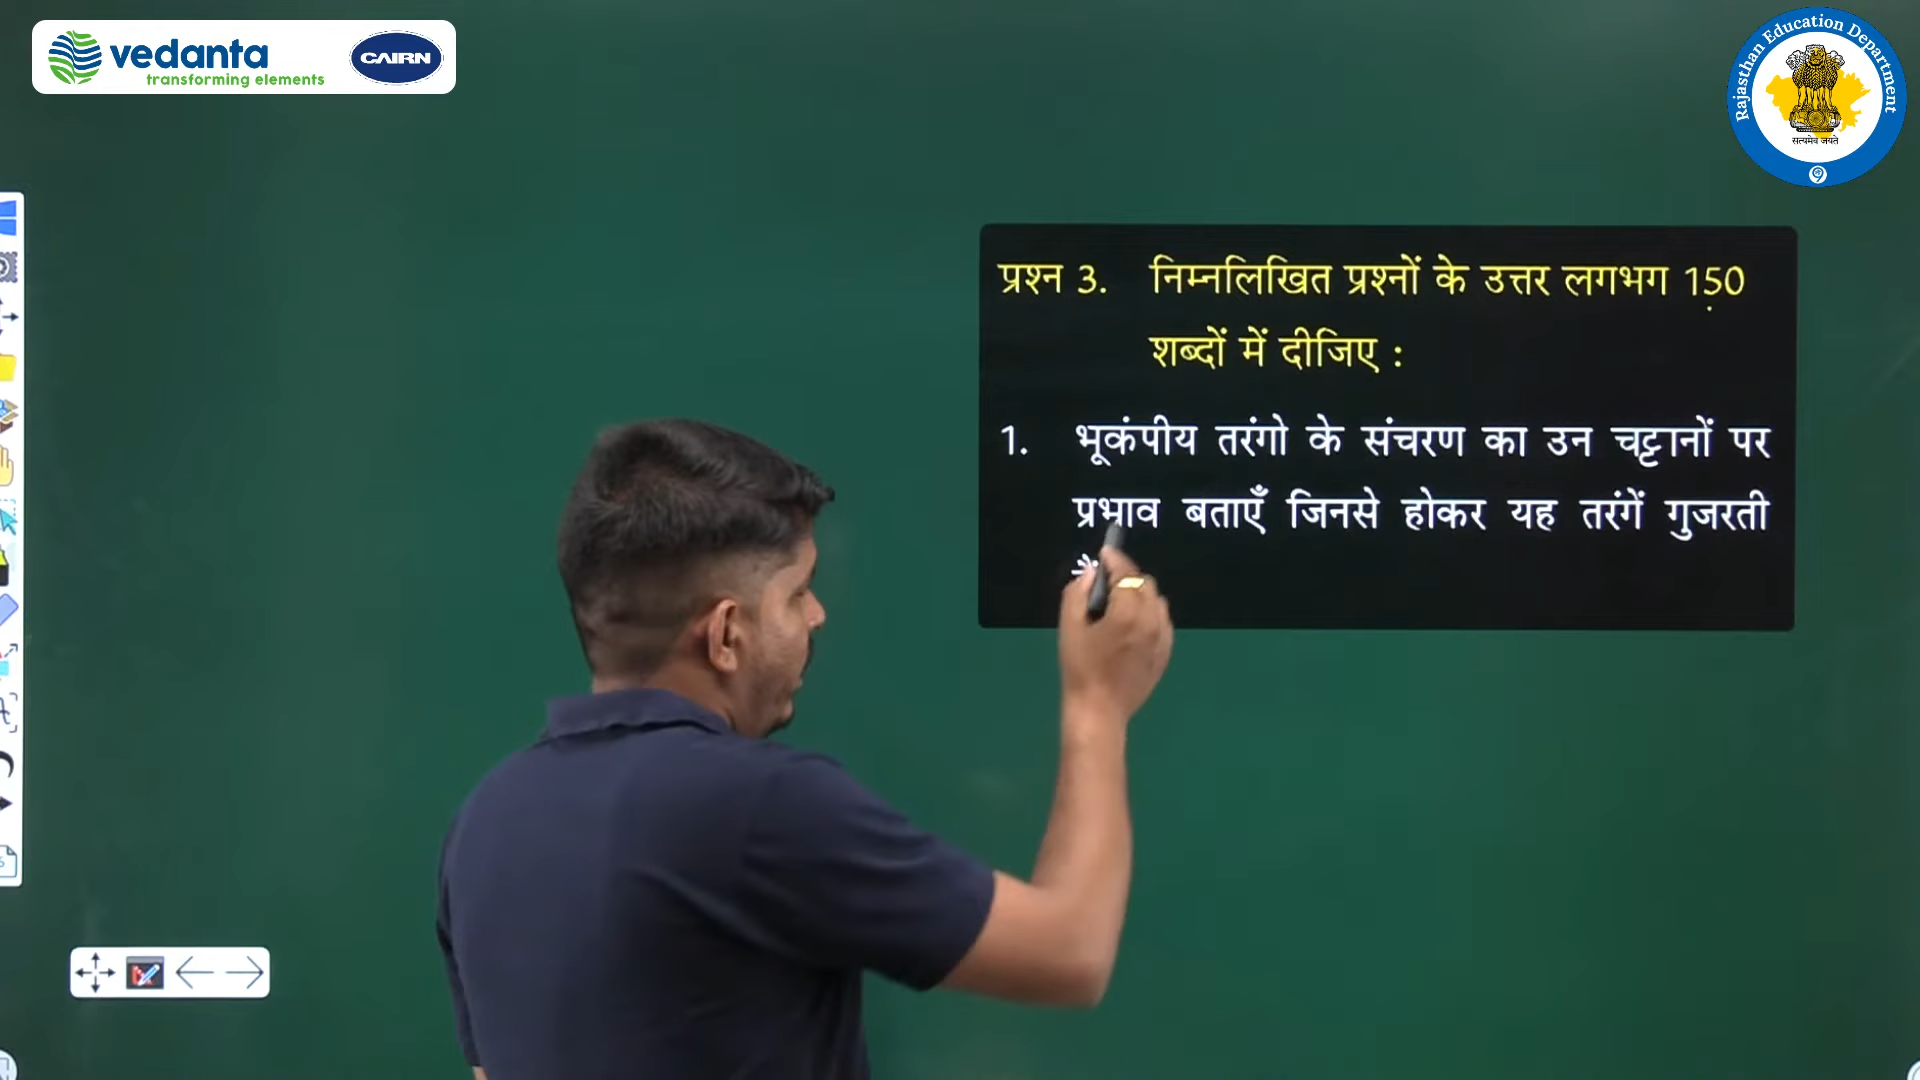 vedanta
transforming elements
CAIRN
Rajasthan Education Department
सत्यमेव जयते
प्रश्न 3. निम्नलिखित प्रश्नों के उत्तर लगभग 150
शब्दों में दीजिए :
1. भूकंपीय तरंगो के संचरण का उन चट्टानों पर
प्रभाव बताएँ जिनसे होकर यह तरंगें गुजरती